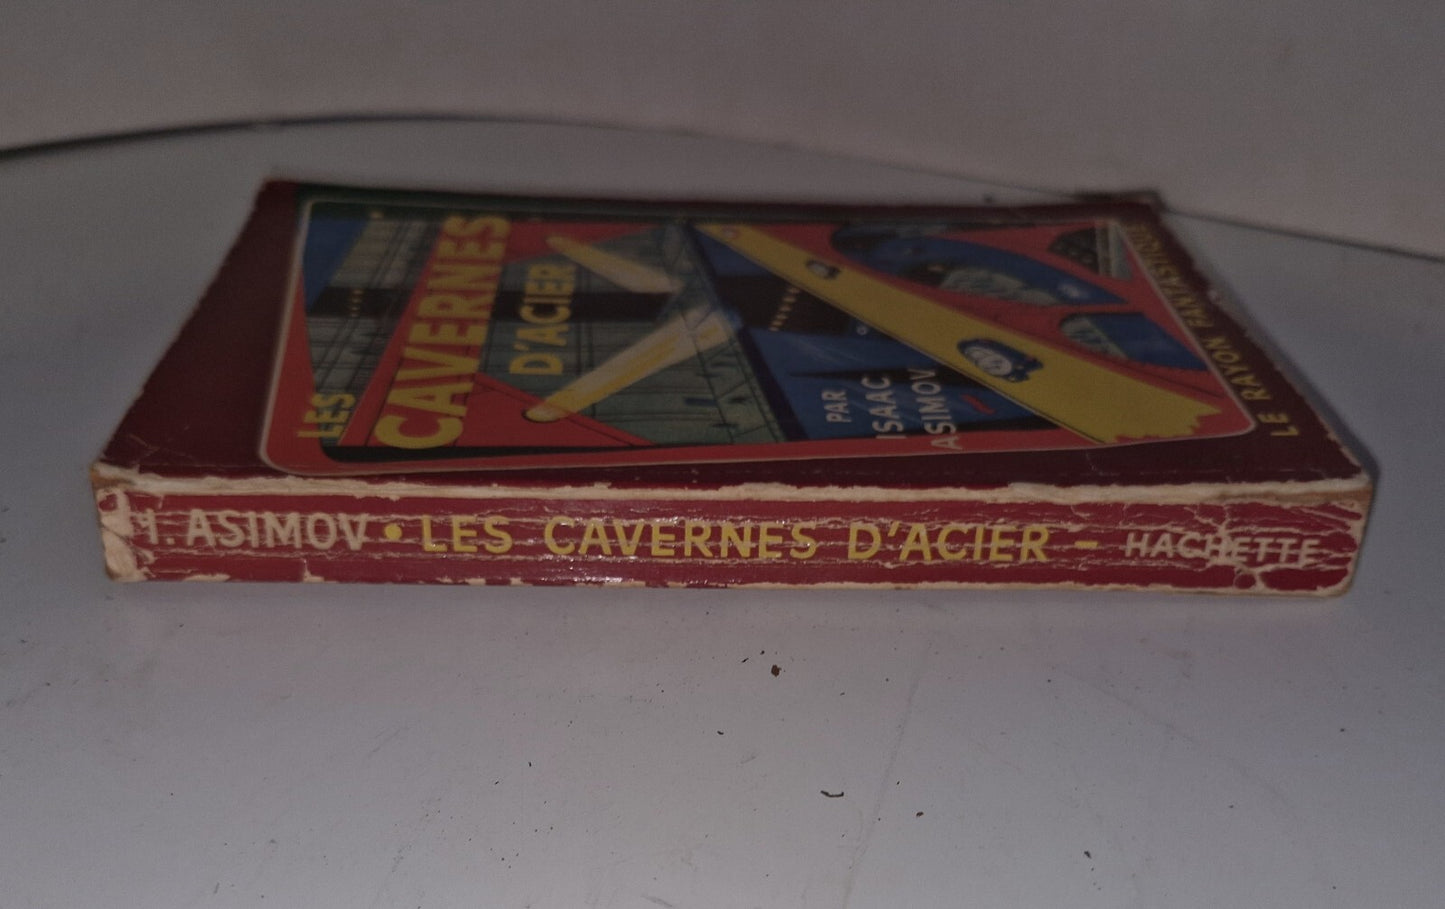 LES
CAVERNES
D'ACIER
PAR
ISAAC
ASIMOV
LE RAYON FANTASTIQUE
I. ASIMOV • LES CAVERNES D'ACIER - HACHETTE